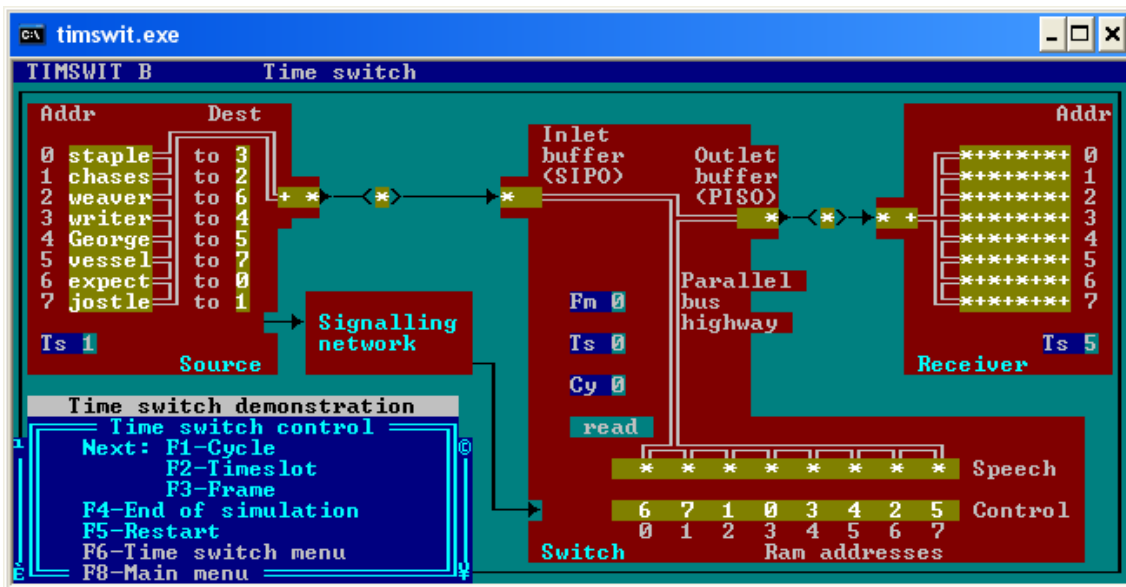 timswit.exe
TIMSWIT B Time switch
Addr Dest
0 staple to 3
1 chases to 2
2 weaver to 6
3 writer to 4
4 George to 5
5 vessel to 7
6 expect to 0
7 jostle to 1
+ *
<*>
Ts 1
Source
Signalling
network
*
Inlet
buffer
(SIPO)
Outlet
buffer
(PISO)
*
<*>
Parallel
bus
highway
Fm 0
Ts 0
Cy 0
read
* * * * * * * * Speech
6 7 1 0 3 4 2 5 Control
0 1 2 3 4 5 6 7
Switch Ram addresses
Addr
* +
*+*+*+*+ 0
*+*+*+*+ 1
*+*+*+*+ 2
*+*+*+*+ 3
*+*+*+*+ 4
*+*+*+*+ 5
*+*+*+*+ 6
*+*+*+*+ 7
Ts 5
Receiver
Time switch demonstration
Time switch control
Next: F1-Cycle
F2-Timeslot
F3-Frame
F4-End of simulation
F5-Restart
F6-Time switch menu
F8-Main menu